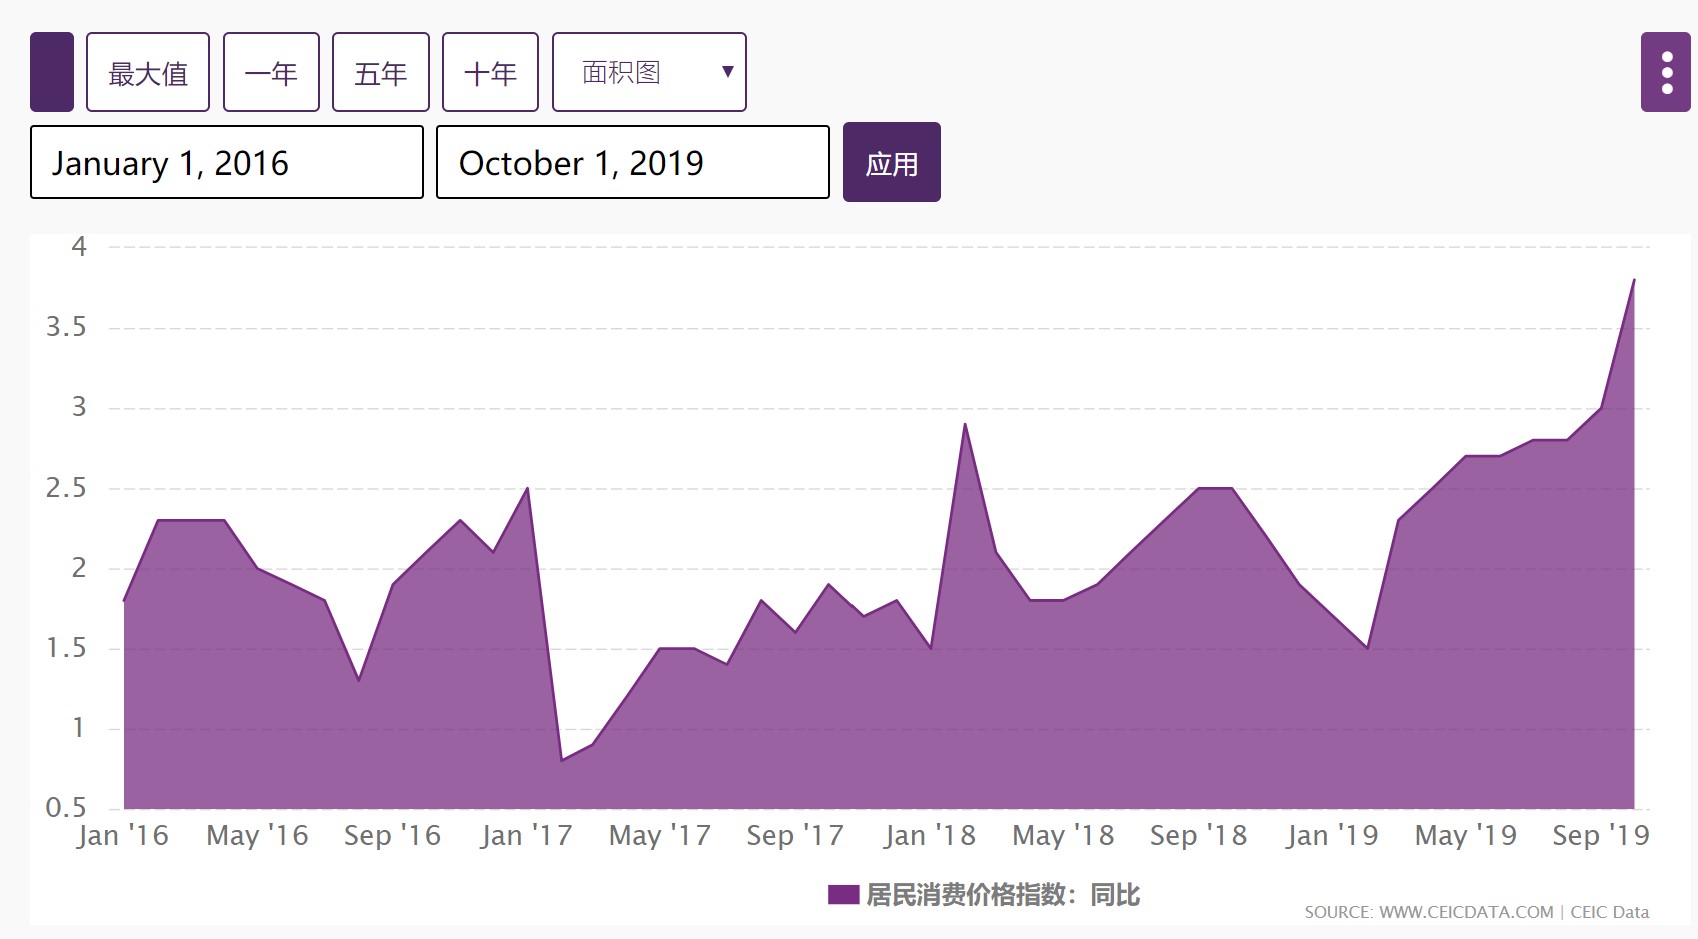 最大值 一年 五年 十年 面积图
January 1, 2016 October 1, 2019 应用
4
3.5
3
2.5
2
1.5
1
0.5
Jan '16 May '16 Sep '16 Jan '17 May '17 Sep '17 Jan '18 May '18 Sep '18 Jan '19 May '19 Sep '19
居民消费价格指数：同比
SOURCE: WWW.CEICDATA.COM | CEIC Data